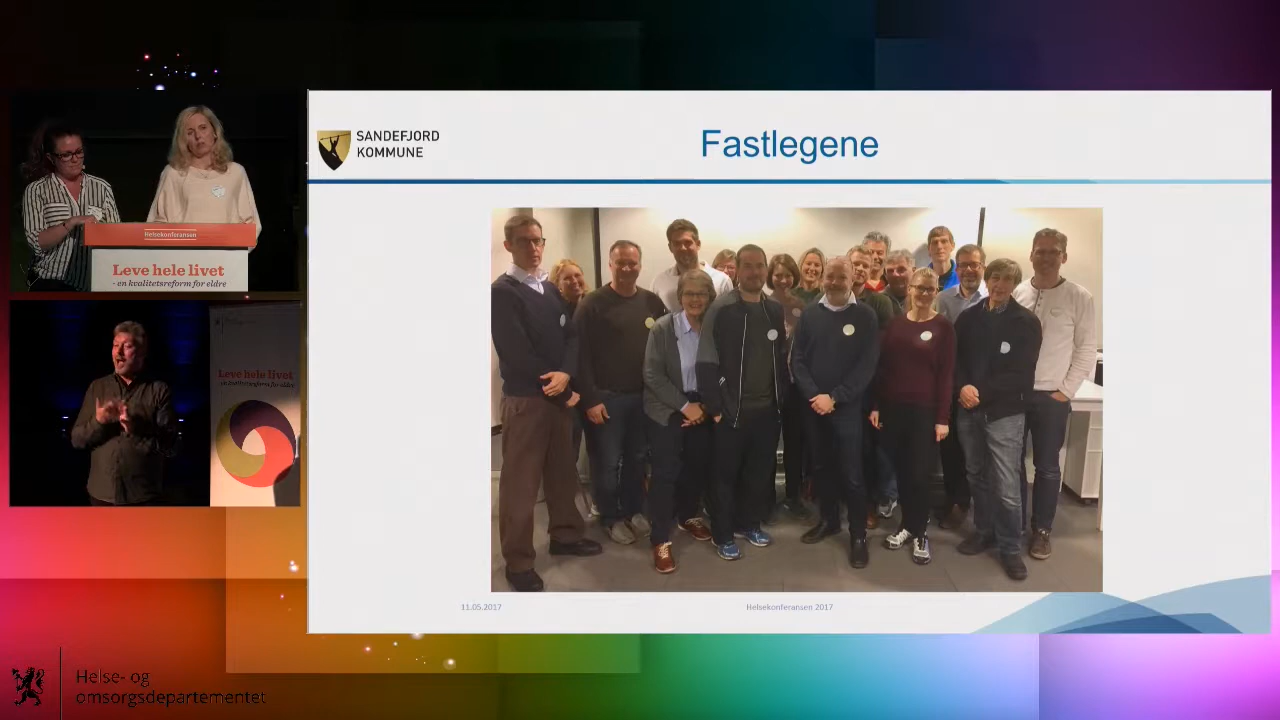 SANDEFJORD
KOMMUNE
Fastlegene
Helsekonferansen
Leve hele livet
- en kvalitetsreform for eldre
Leve hele livet
- en kvalitetsreform for eldre
11.05.2017
Helsekonferansen 2017
Helse- og
omsorgsdepartementet